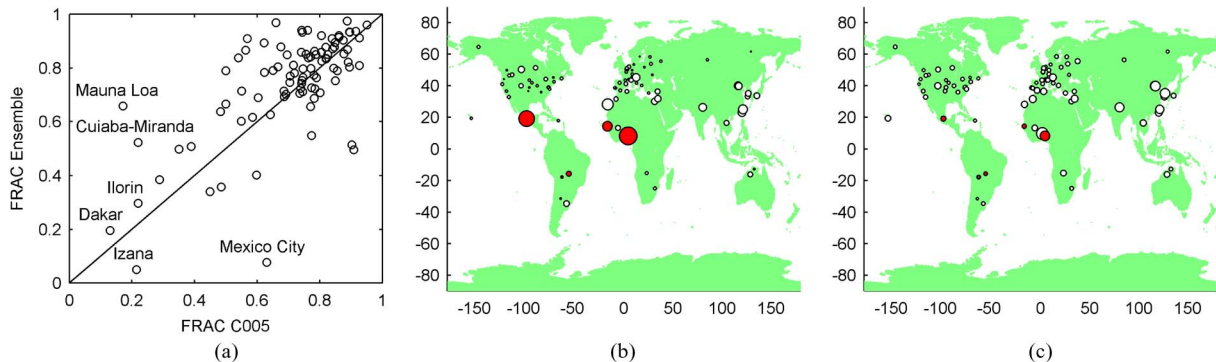 1
0.8
0.6
0.4
0.2
0
FRAC Ensemble
Mauna Loa
Cuiaba-Miranda
Ilorin
Dakar
Izana
Mexico City
0 0.2 0.4 0.6 0.8 1
FRAC C005
(a)
80
60
40
20
0
-20
-40
-60
-80
-150 -100 -50 0 50 100 150
(b)
80
60
40
20
0
-20
-40
-60
-80
-150 -100 -50 0 50 100 150
(c)